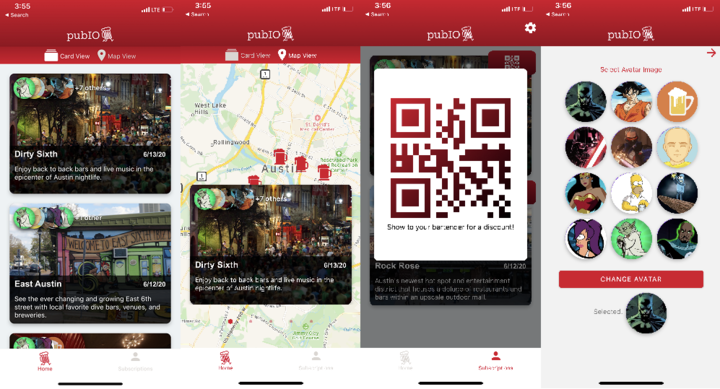 3:55
Search
LTE
pubIO
Card View
Map View
+7 others
Dirty Sixth
6/13/20
Enjoy back to back bars and live music in the
epicenter of Austin nightlife.
+1 other
WELCOME TO EAST
East Austin
6/12/20
See the ever changing and growing East 6th
street with local favorite dive bars, venues, and
breweries.
Home
Subscriptions
3:55
Search
LTE
pubIO
Card View
Map View
1
West Lake
Hills
Rollingwood
Austin
+7 others
Dirty Sixth
6/13/20
Enjoy back to back bars and live music in the
epicenter of Austin nightlife.
Home
Subscriptions
3:56
Search
LTE
pubIO
Show to your bartender for a discount!
Rock Rose
6/12/20
Austin's newest hot spot and entertainment
district that houses a deluge of restaurants and
bars within an upscale outdoor mall.
Home
Subscriptions
3:56
Search
LTE
pubIO
Select Avatar Image
CHANGE AVATAR
Selected: